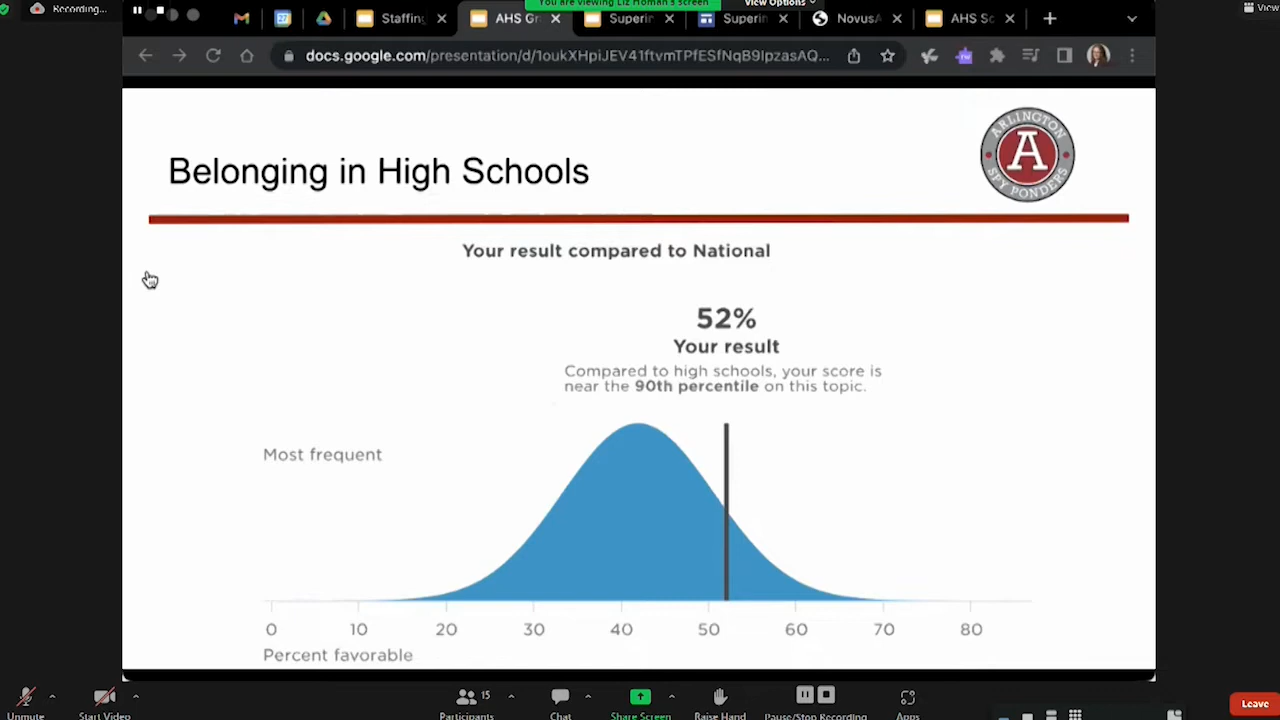 You are viewing Liz Homan's screen
View Options
View
Recording...
Staffing
AHS Gr
Superin
Superin
NovusA
AHS Sc
docs.google.com/presentation/d/1oukXHpiJEV41ftvmTPfESfNqB9IpzasAQ...
Belonging in High Schools
ARLINGTON
A
SPY PONDERS
Your result compared to National
52%
Your result
Compared to high schools, your score is
near the 90th percentile on this topic.
Most frequent
0 10 20 30 40 50 60 70 80
Percent favorable
15
Unmute
Start Video
Participants
Chat
Share Screen
Raise Hand
Pause/Stop Recording
Apps
Leave